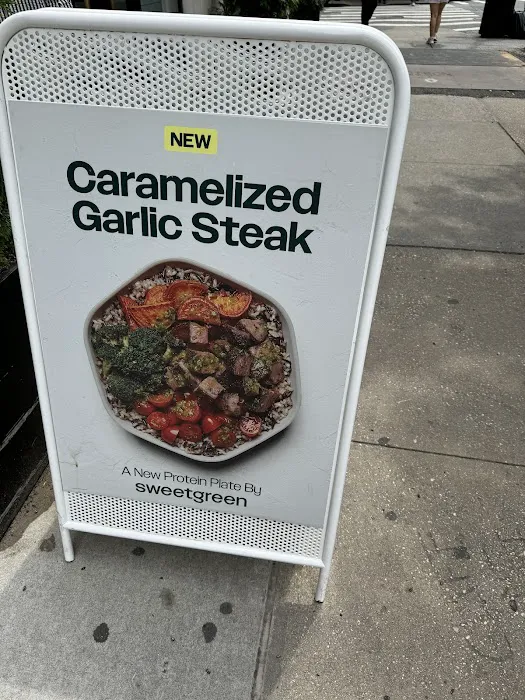 NEW
Caramelized
Garlic Steak
A New Protein Plate By
sweetgreen